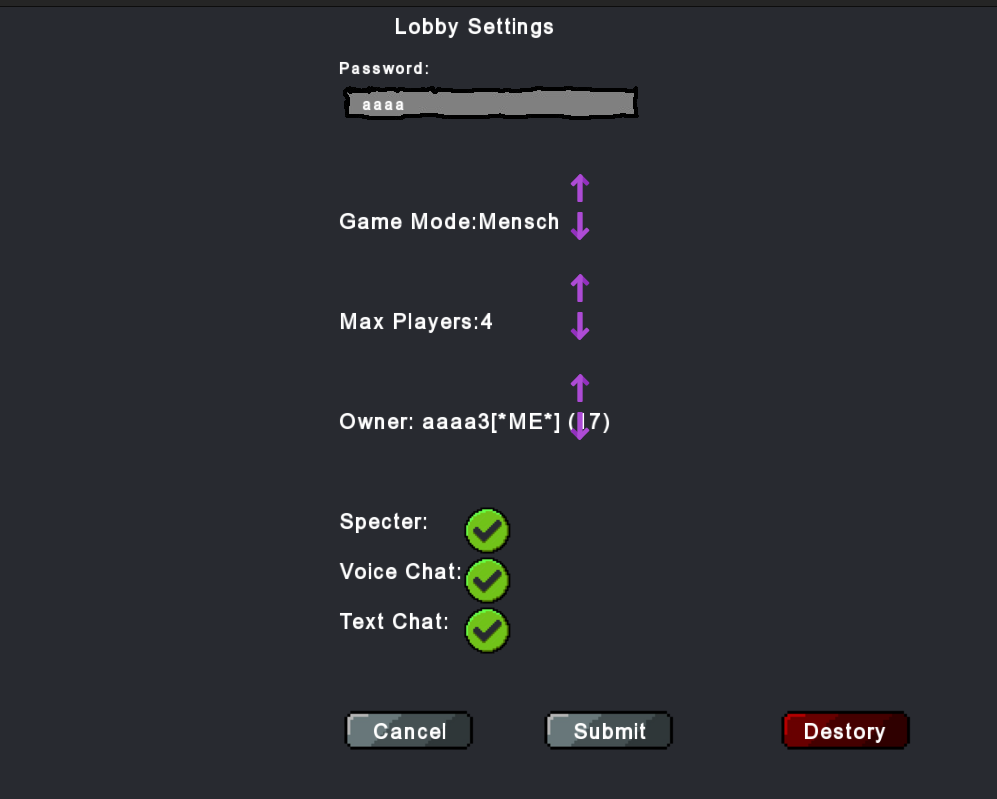 Lobby Settings
Password:
aaaa
Game Mode:Mensch
Max Players:4
Owner: aaaa3[*ME*] (17)
Specter:
Voice Chat:
Text Chat:
Cancel Submit Destory